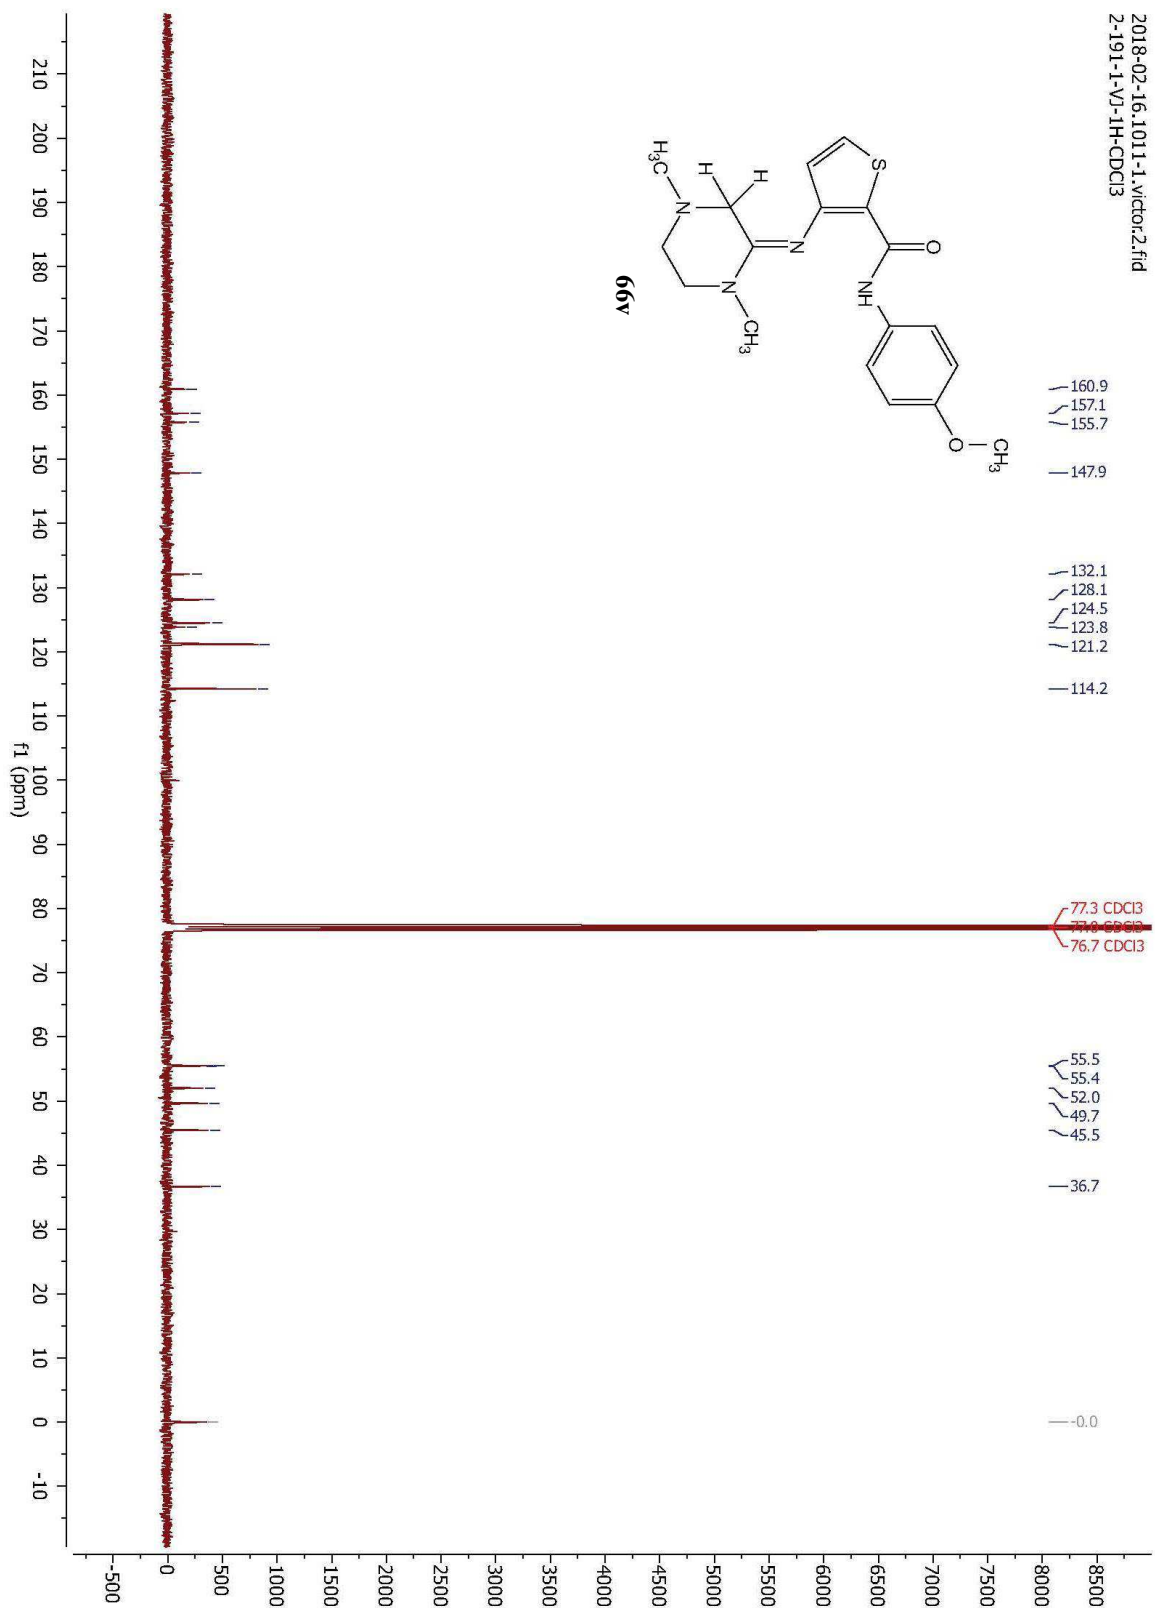 2018-02-16.1011-1.victor.2.fid
2-191-1-VJ-1H-CDCl3
160.9
157.1
155.7
147.9
132.1
128.1
124.5
123.8
121.2
114.2
77.3 CDCl3
77.0 CDCl3
76.7 CDCl3
55.5
55.4
52.0
49.7
45.5
36.7
-0.0
S
O
N
NH
O
CH3
H
H
N
N
H3C
CH3
66v
8500
8000
7500
7000
6500
6000
5500
5000
4500
4000
3500
3000
2500
2000
1500
1000
500
0
-500
210 200 190 180 170 160 150 140 130 120 110 100 90 80 70 60 50 40 30 20 10 0 -10
f1 (ppm)